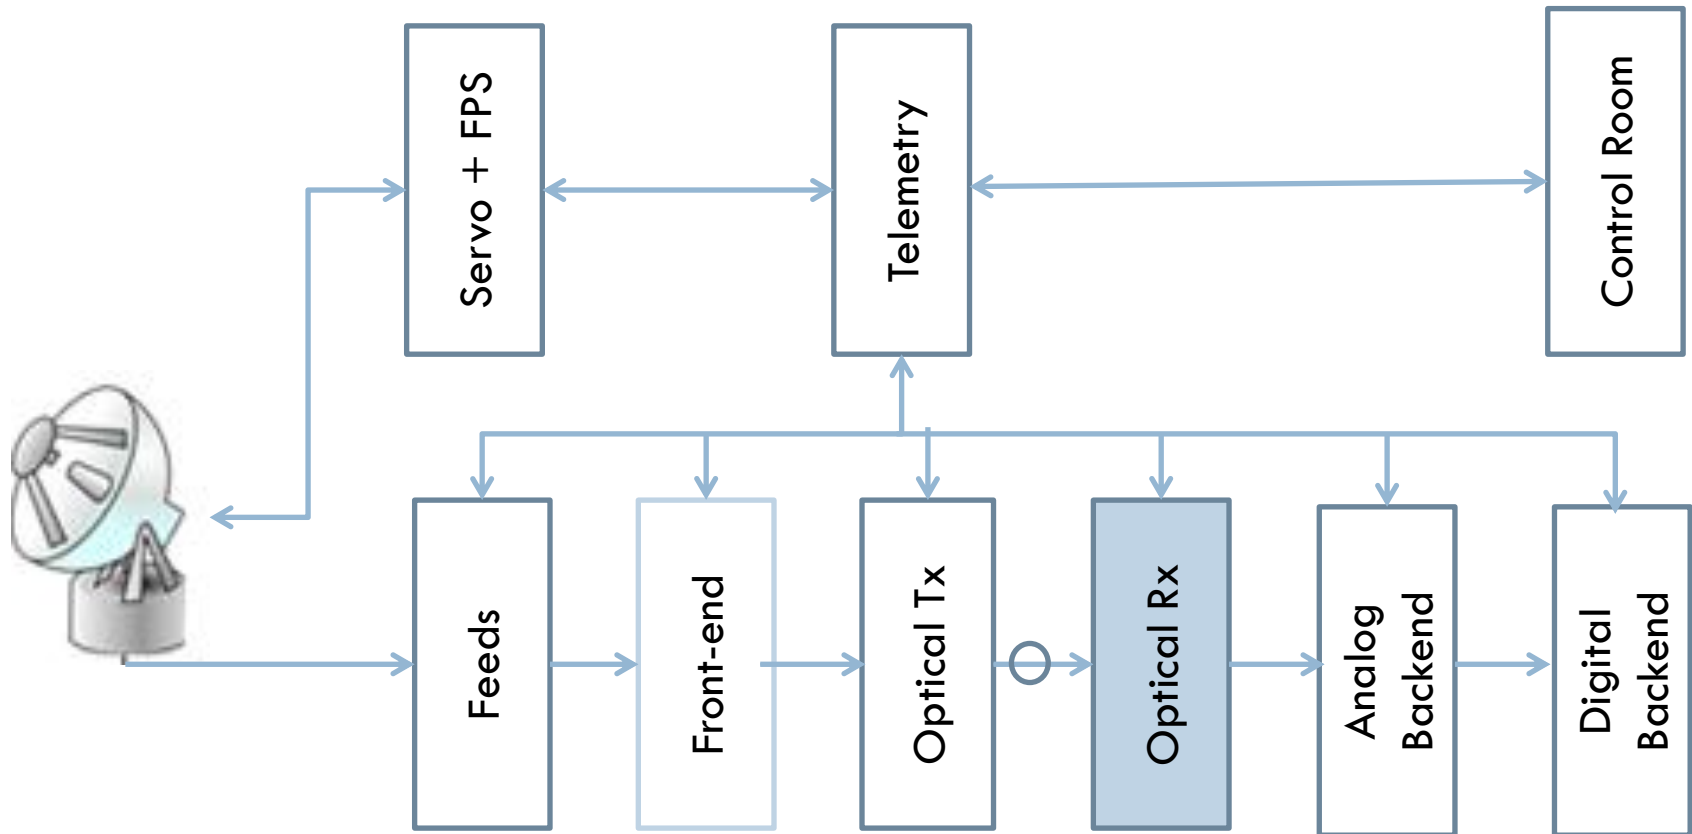 Servo + FPS
Telemetry
Control Room
Feeds
Front-end
Optical Tx
Optical Rx
Analog
Backend
Digital
Backend